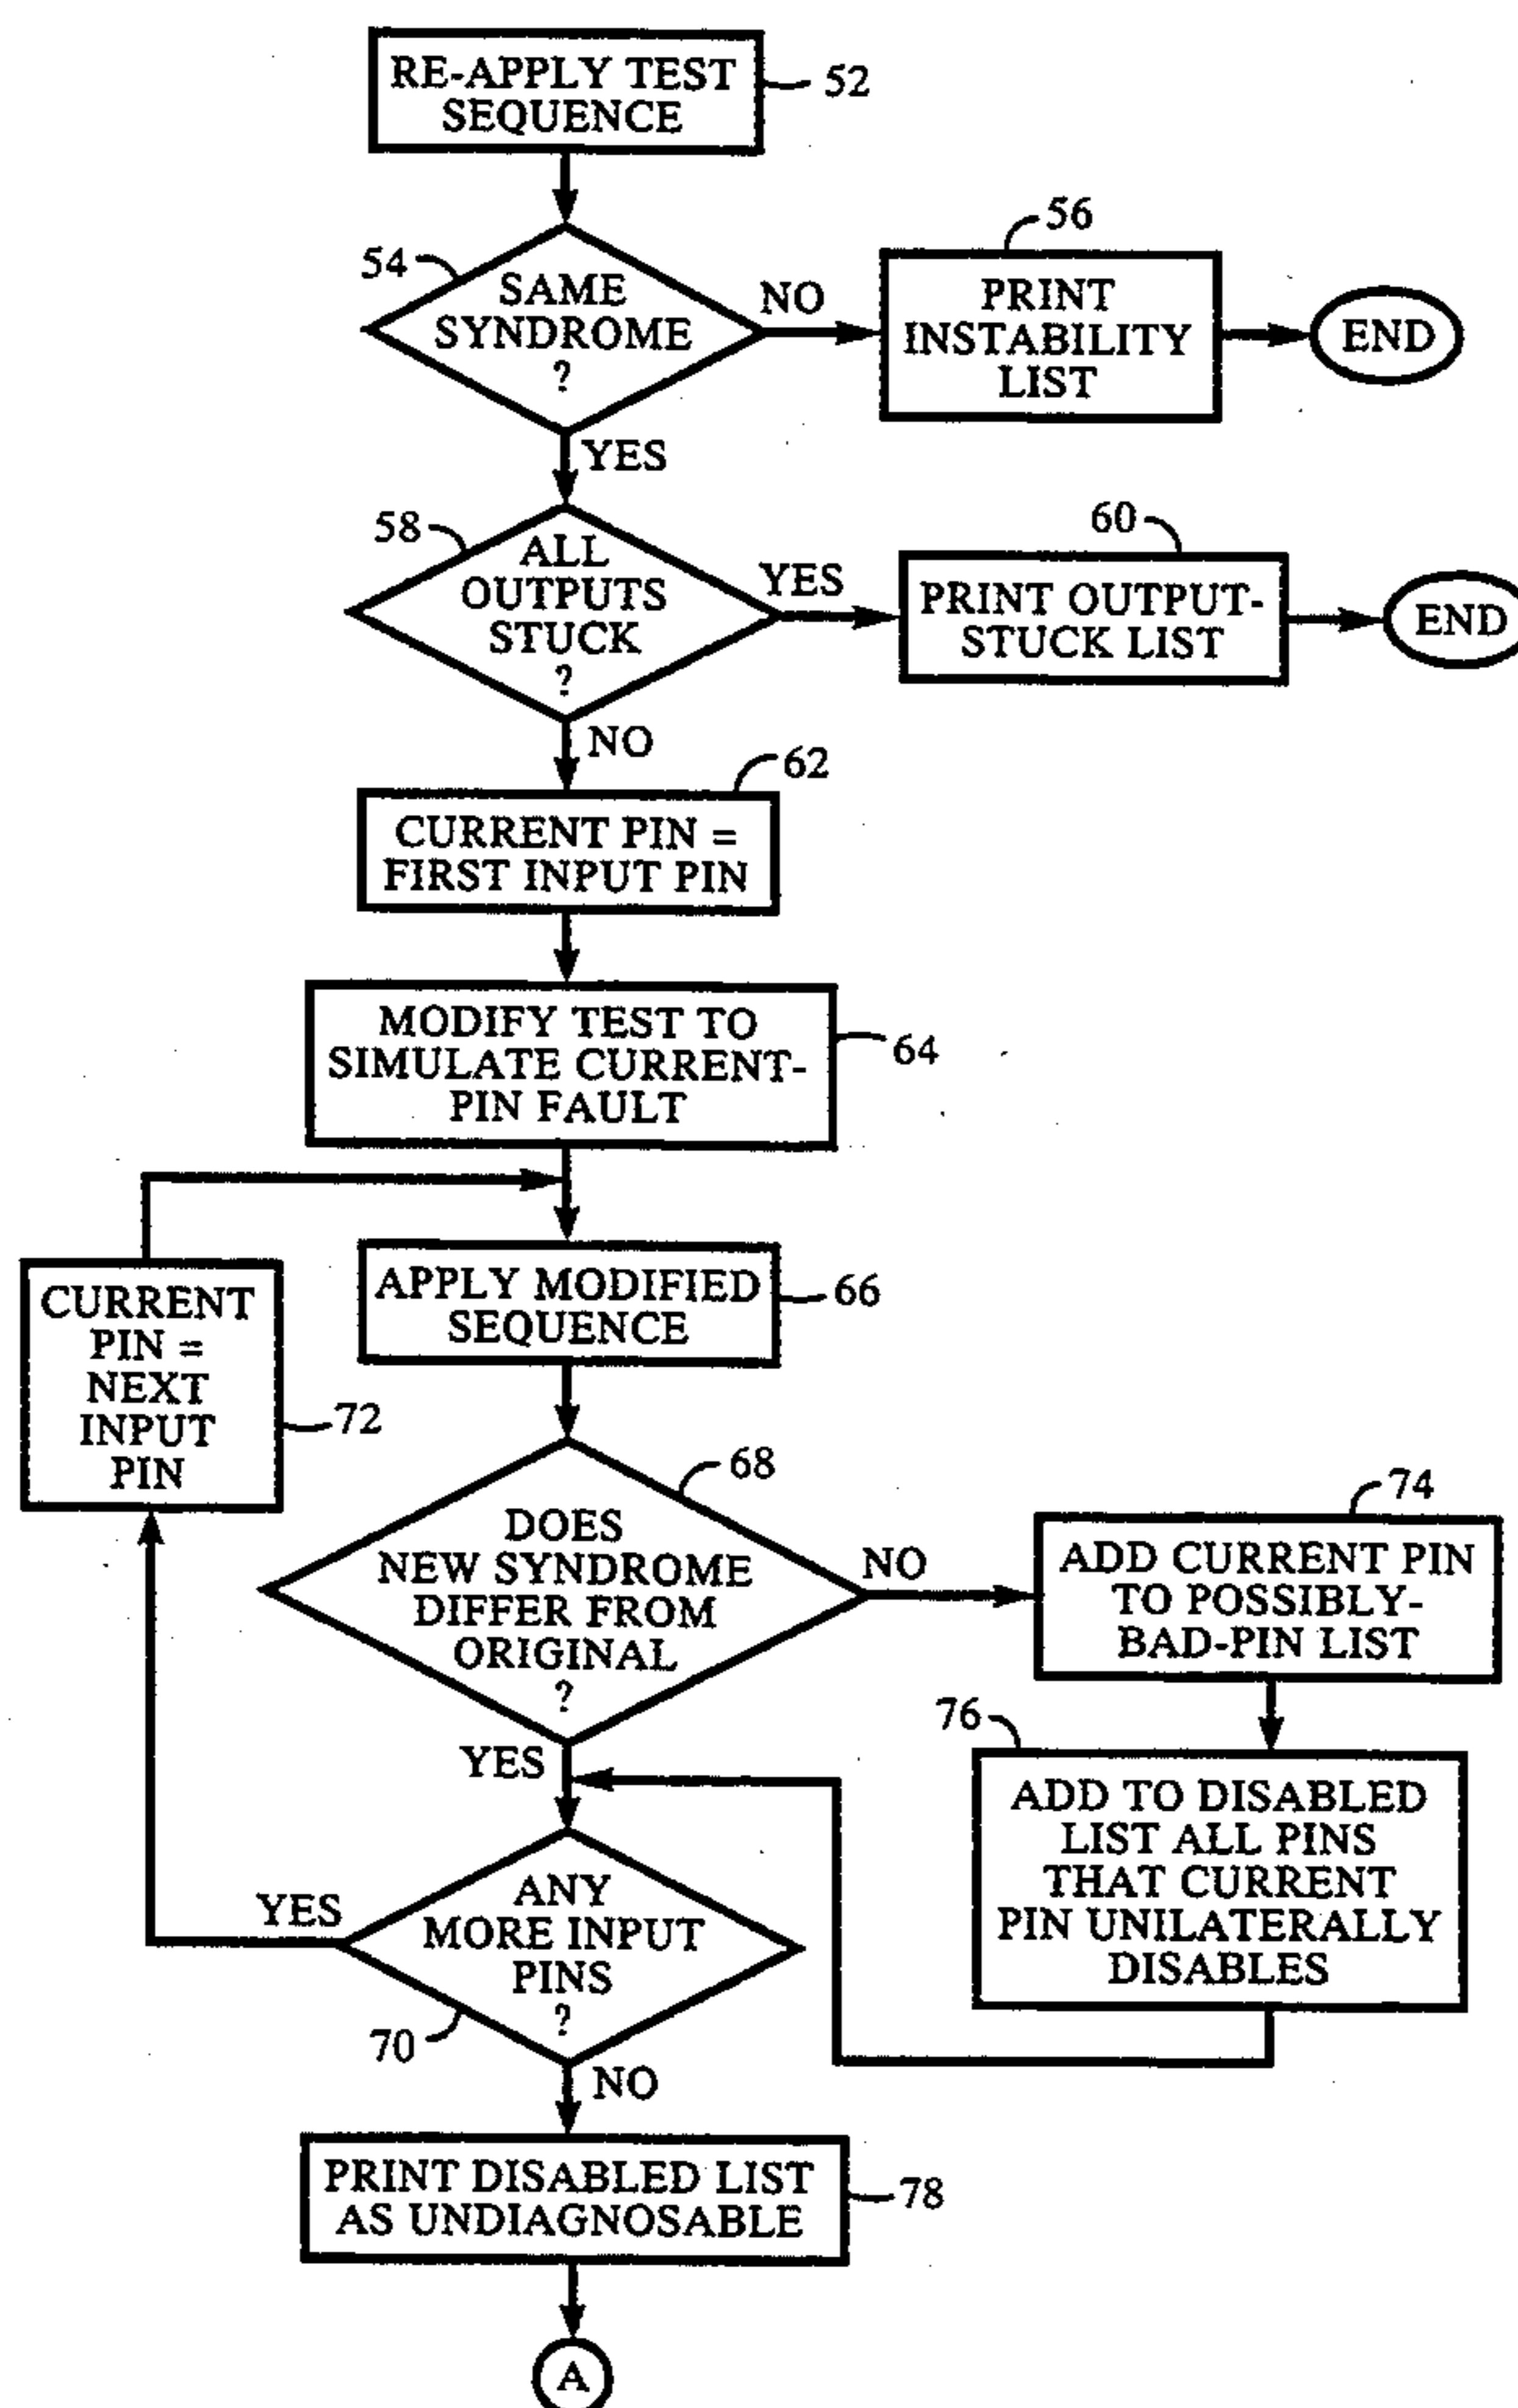 RE-APPLY TEST
SEQUENCE
52
54
SAME
SYNDROME
?
NO
56
PRINT
INSTABILITY
LIST
END
YES
58
ALL
OUTPUTS
STUCK
?
YES
60
PRINT OUTPUT-
STUCK LIST
END
NO
62
CURRENT PIN =
FIRST INPUT PIN
MODIFY TEST TO
SIMULATE CURRENT-
PIN FAULT
64
APPLY MODIFIED
SEQUENCE
66
CURRENT
PIN =
NEXT
INPUT
PIN
72
68
DOES
NEW SYNDROME
DIFFER FROM
ORIGINAL
?
NO
74
ADD CURRENT PIN
TO POSSIBLY-
BAD-PIN LIST
76
ADD TO DISABLED
LIST ALL PINS
THAT CURRENT
PIN UNILATERALLY
DISABLES
YES
YES
ANY
MORE INPUT
PINS
?
70
NO
PRINT DISABLED LIST
AS UNDIAGNOSABLE
78
A